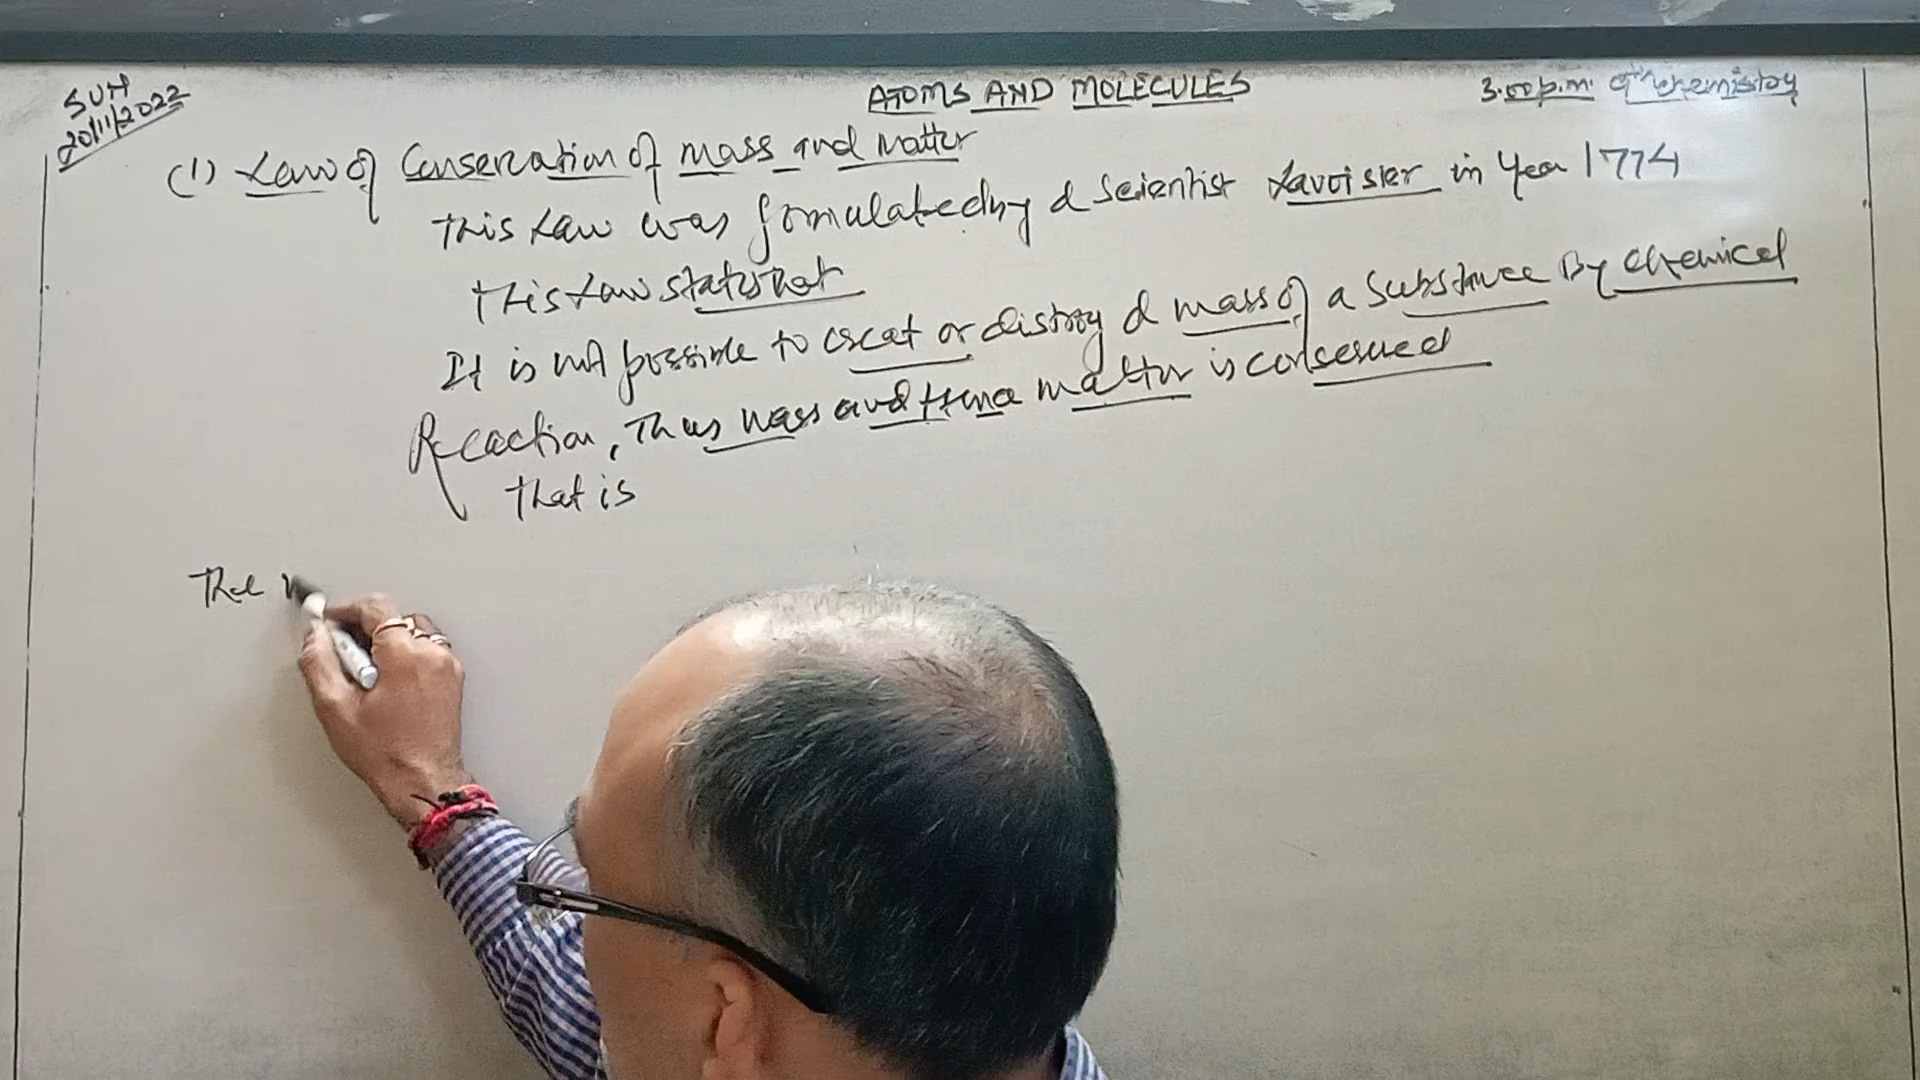 SUN
20/11/2022
ATOMS AND MOLECULES
3.00 p.m. 9th chemistry
(1) Law of Conservation of mass and matter
This Law was formulated by d scientist Lavoisier in year 1774
This Law states that
It is not possible to creat or distroy d mass of a substance By chemical
Reaction, Thus mass and Hence matter is conserved
That is
The